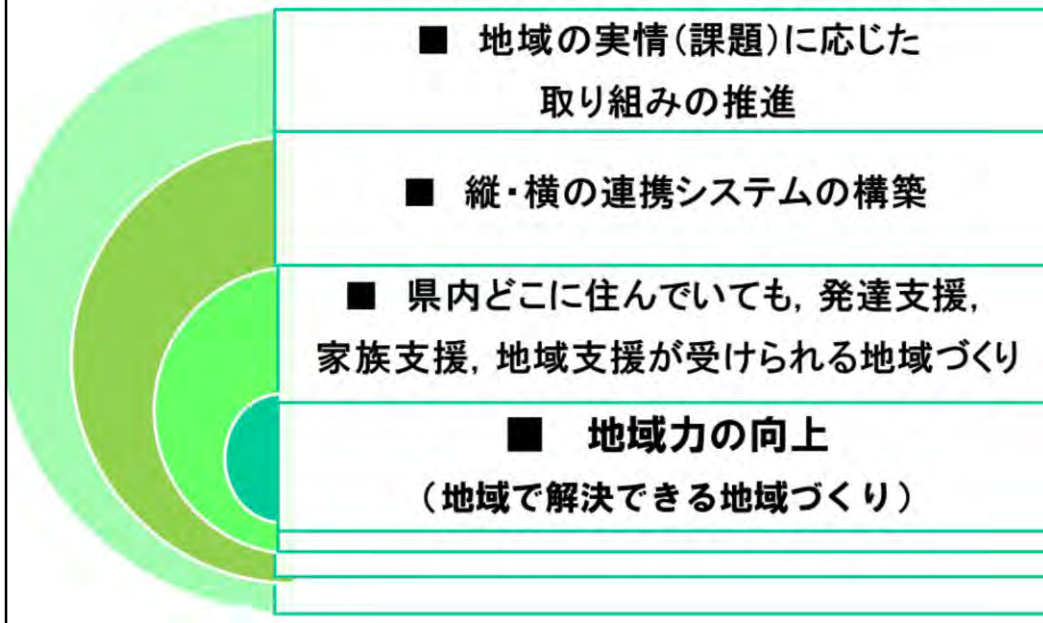 ■ 地域の実情(課題)に応じた
取り組みの推進
■ 縦・横の連携システムの構築
■ 県内どこに住んでいても, 発達支援,
家族支援, 地域支援が受けられる地域づくり
■ 地域力の向上
(地域で解決できる地域づくり)